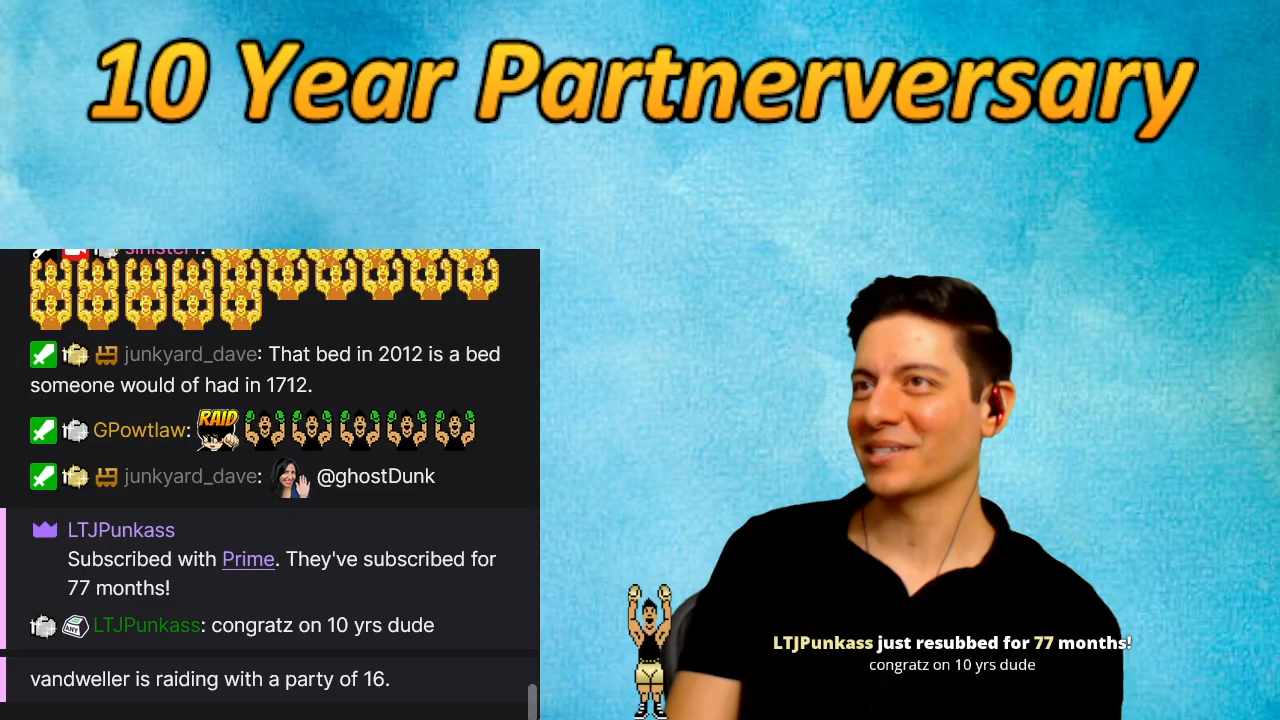 10 Year Partnerversary
junkyard_dave: That bed in 2012 is a bed
someone would of had in 1712.
GPowtlaw: RAID
junkyard_dave: @ghostDunk
LTJPunkass
Subscribed with Prime. They've subscribed for
77 months!
LTJPunkass: congratz on 10 yrs dude
vandweller is raiding with a party of 16.
LTJPunkass just resubbed for 77 months!
congratz on 10 yrs dude